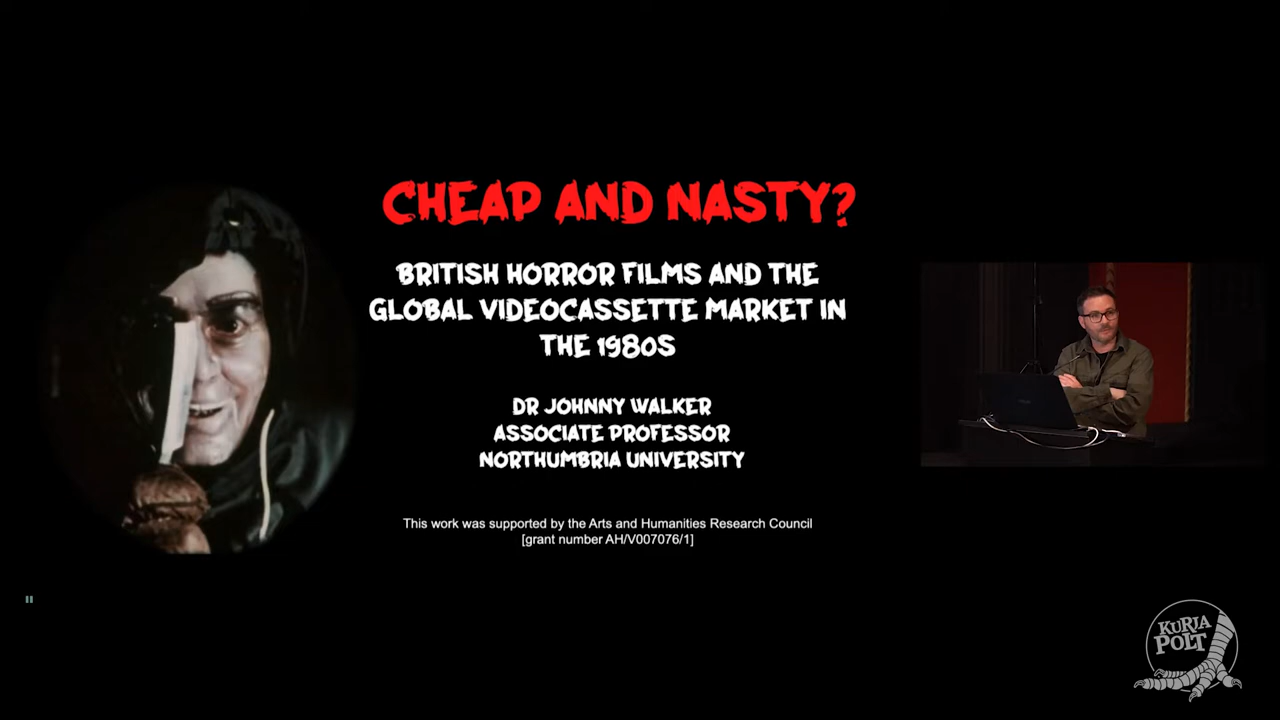 CHEAP AND NASTY?
BRITISH HORROR FILMS AND THE
GLOBAL VIDEOCASSETTE MARKET IN
THE 1980S
DR JOHNNY WALKER
ASSOCIATE PROFESSOR
NORTHUMBRIA UNIVERSITY
This work was supported by the Arts and Humanities Research Council
[grant number AH/V007076/1]
KURJA
POLT